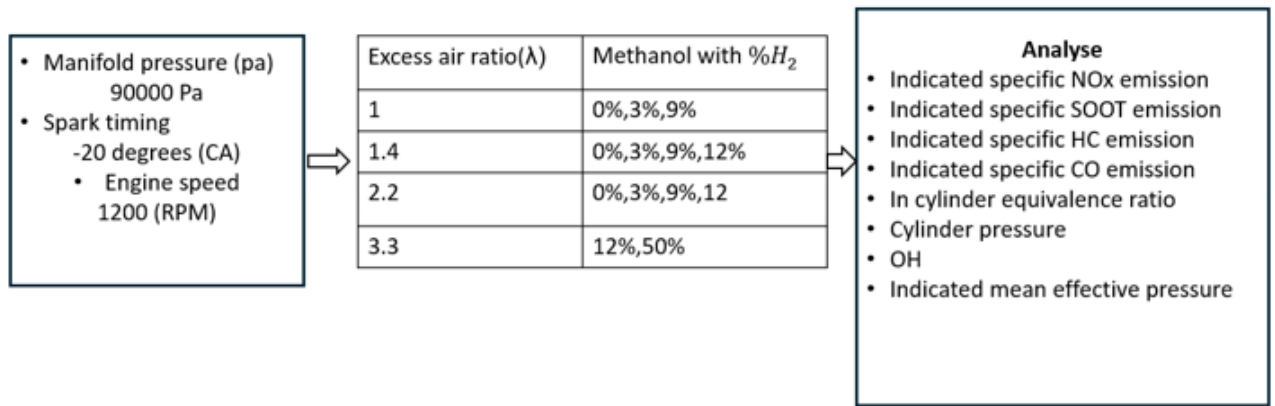 • Manifold pressure (pa)
90000 Pa
• Spark timing
-20 degrees (CA)
• Engine speed
1200 (RPM)
Excess air ratio(λ) Methanol with %H₂
1 0%,3%,9%
1.4 0%,3%,9%,12%
2.2 0%,3%,9%,12
3.3 12%,50%
Analyse
• Indicated specific NOx emission
• Indicated specific SOOT emission
• Indicated specific HC emission
• Indicated specific CO emission
• In cylinder equivalence ratio
• Cylinder pressure
• OH
• Indicated mean effective pressure